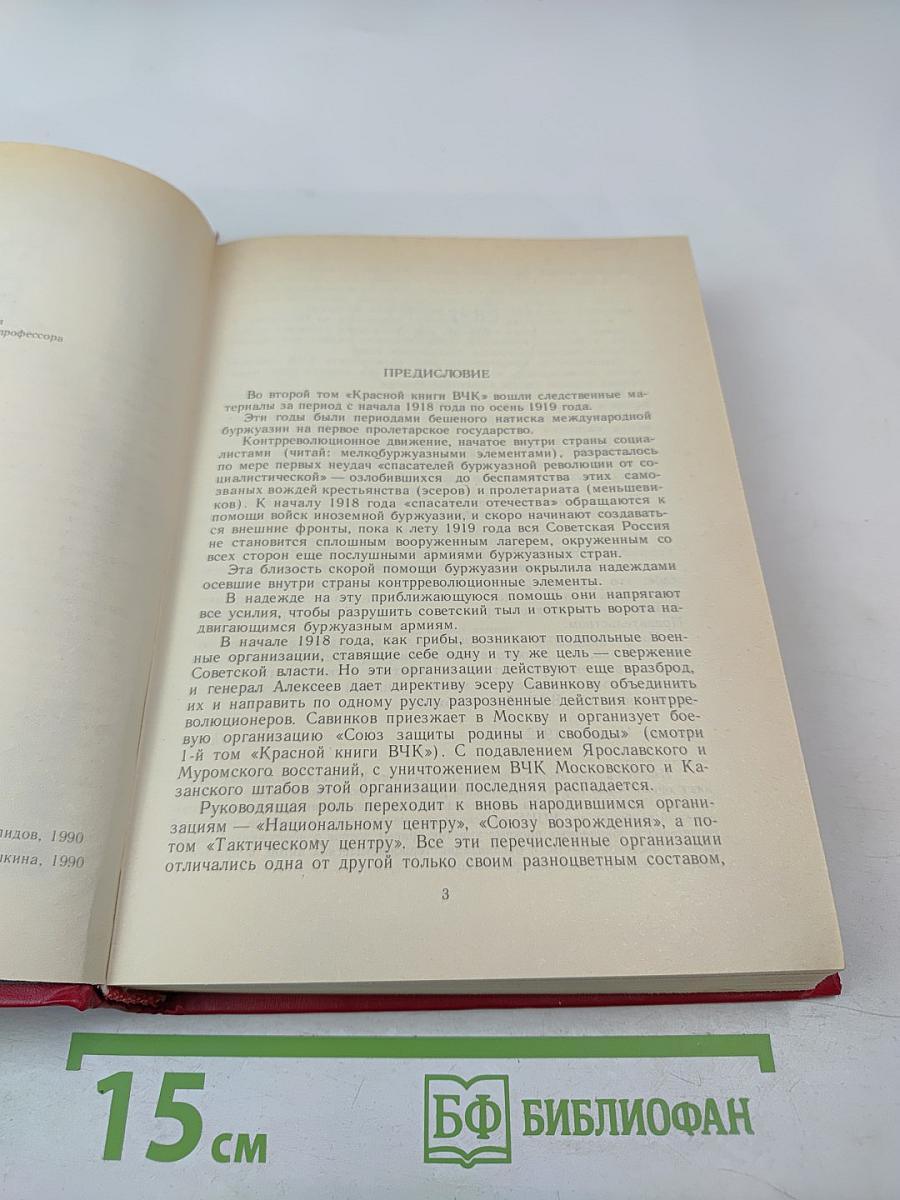 профессора
лидов, 1990
шкина, 1990
ПРЕДИСЛОВИЕ
Во второй том «Красной книги ВЧК» вошли следственные ма-
териалы за период с начала 1918 года по осень 1919 года.
Эти годы были периодами бешеного натиска международной
буржуазии на первое пролетарское государство.
Контрреволюционное движение, начатое внутри страны социа-
листами (читай: мелкобуржуазными элементами), разрасталось
по мере первых неудач «спасателей буржуазной революции от со-
циалистической» — озлобившихся до беспамятства этих само-
званых вождей крестьянства (эсеров) и пролетариата (меньшеви-
ков). К началу 1918 года «спасатели отечества» обращаются к
помощи войск иноземной буржуазии, и скоро начинают создавать-
ся внешние фронты, пока к лету 1919 года вся Советская Россия
не становится сплошным вооруженным лагерем, окруженным со
всех сторон еще послушными армиями буржуазных стран.
Эта близость скорой помощи буржуазии окрылила надеждами
осевшие внутри страны контрреволюционные элементы.
В надежде на эту приближающуюся помощь они напрягают
все усилия, чтобы разрушить советский тыл и открыть ворота на-
двигающимся буржуазным армиям.
В начале 1918 года, как грибы, возникают подпольные воен-
ные организации, ставящие себе одну и ту же цель — свержение
Советской власти. Но эти организации действуют еще вразброд,
и генерал Алексеев дает директиву эсеру Савинкову объединить
их и направить по одному руслу разрозненные действия контрре-
волюционеров. Савинков приезжает в Москву и организует бое-
вую организацию «Союз защиты родины и свободы» (смотри
1-й том «Красной книги ВЧК»). С подавлением Ярославского и
Муромского восстаний, с уничтожением ВЧК Московского и Ка-
занского штабов этой организации последняя распадается.
Руководящая роль переходит к вновь народившимся органи-
зациям — «Национальному центру», «Союзу возрождения», а по-
том «Тактическому центру». Все эти перечисленные организации
отличались одна от другой только своим разноцветным составом,
3
15 см
БФ БИБЛИОФАН